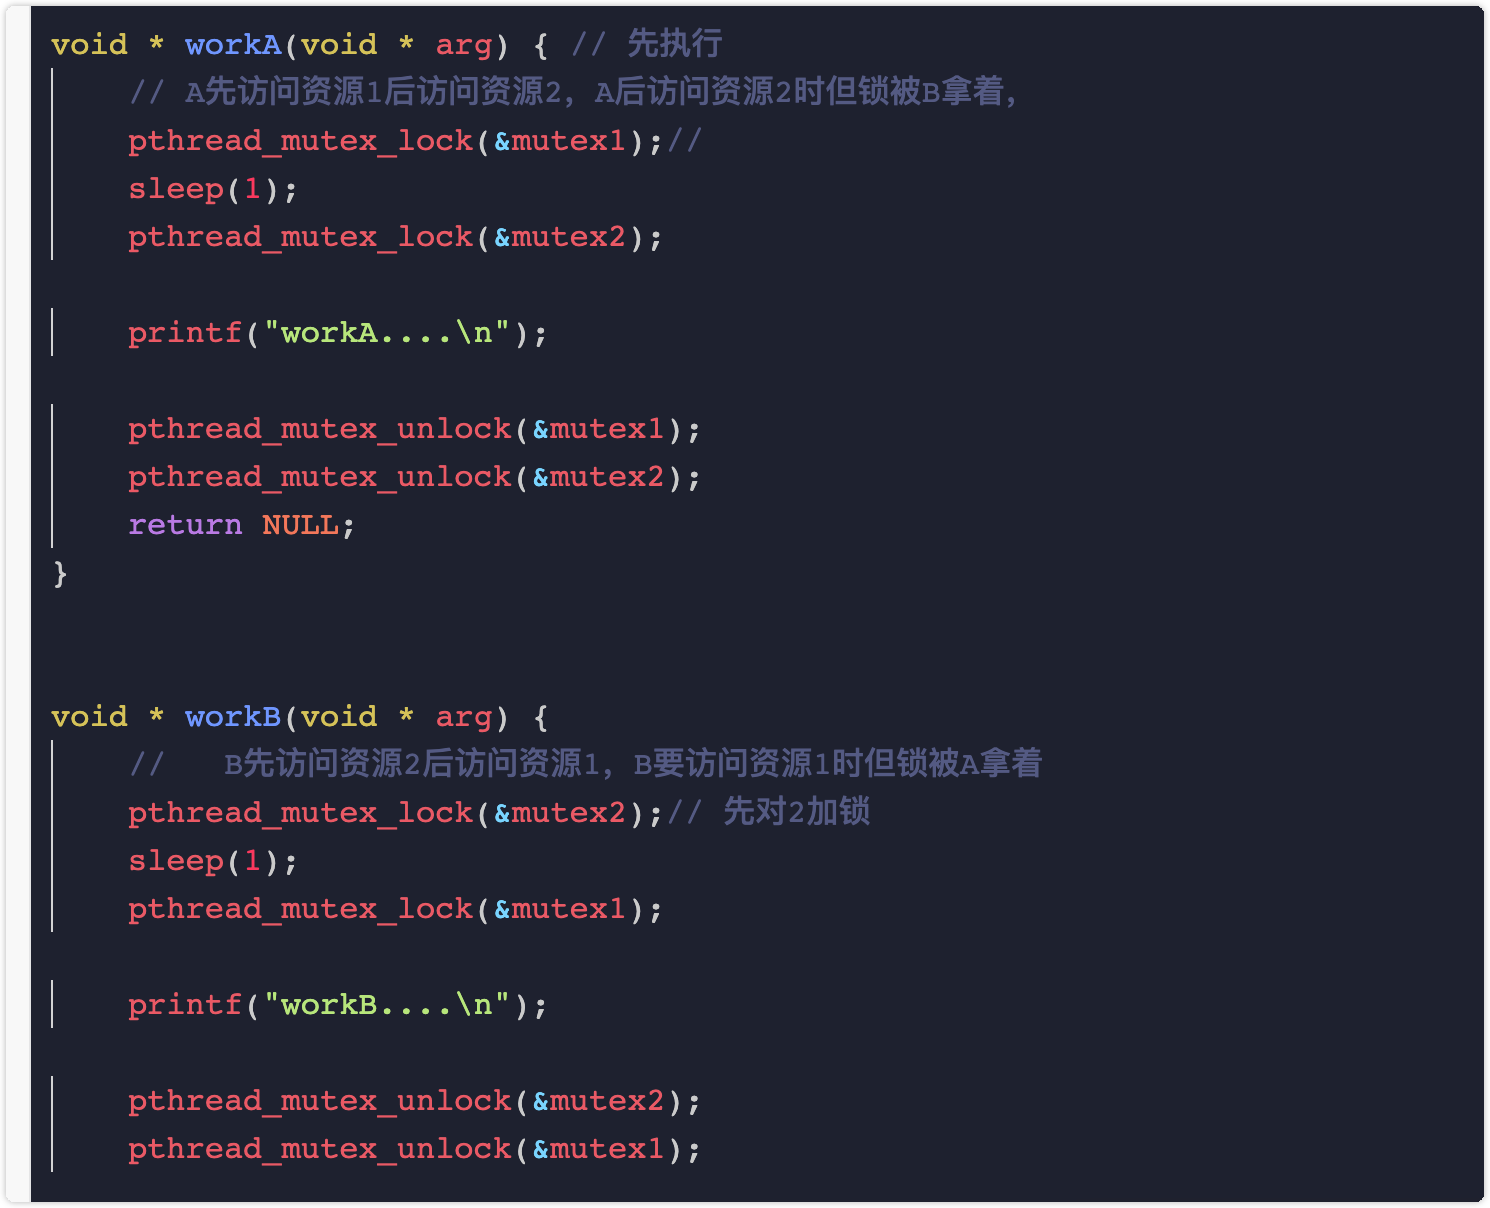 void * workA(void * arg) { // 先执行
    // A先访问资源1后访问资源2，A后访问资源2时但锁被B拿着，
    pthread_mutex_lock(&mutex1);//
    sleep(1);
    pthread_mutex_lock(&mutex2);
    printf("workA....\n");
    pthread_mutex_unlock(&mutex1);
    pthread_mutex_unlock(&mutex2);
    return NULL;
}
void * workB(void * arg) {
    //   B先访问资源2后访问资源1，B要访问资源1时但锁被A拿着
    pthread_mutex_lock(&mutex2);// 先对2加锁
    sleep(1);
    pthread_mutex_lock(&mutex1);
    printf("workB....\n");
    pthread_mutex_unlock(&mutex2);
    pthread_mutex_unlock(&mutex1);